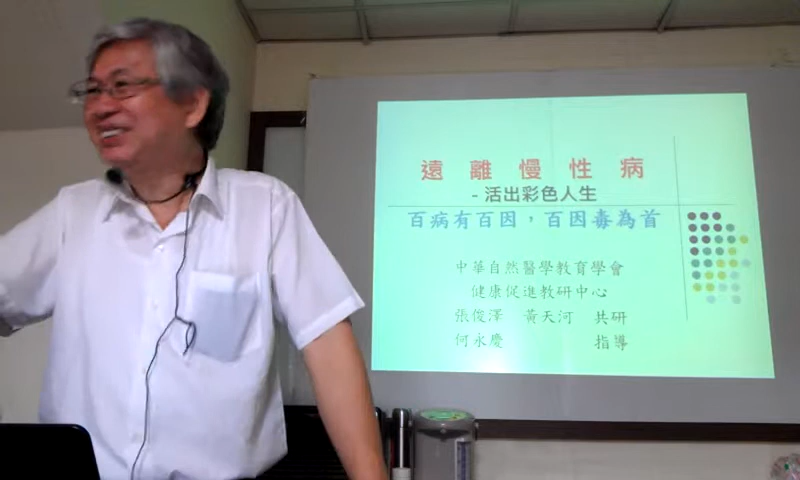 遠離慢性病
-活出彩色人生
百病有百因，百因毒為首
中華自然醫學教育學會
健康促進教研中心
張俊澤 黃天河 共研
何永慶 指導